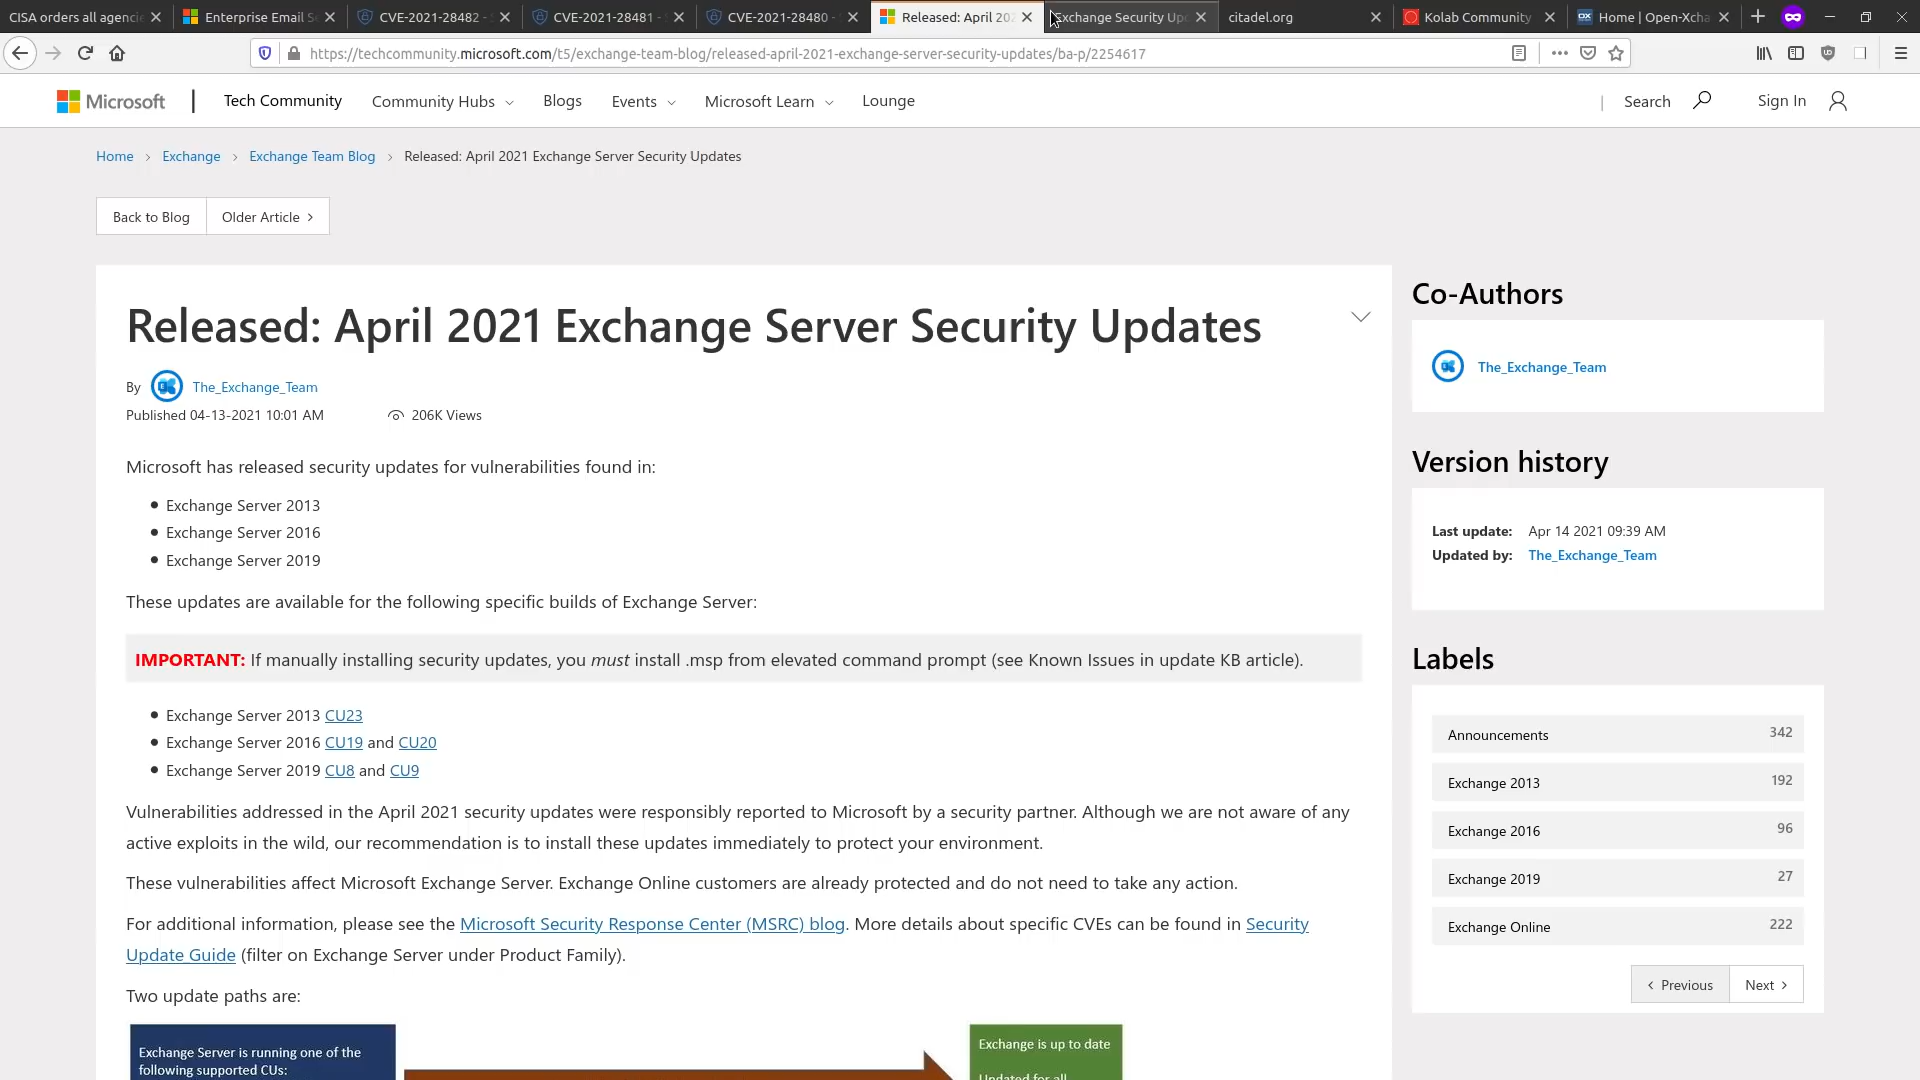 CISA orders all agencie
Enterprise Email Se
CVE-2021-28482 -
CVE-2021-28481 -
CVE-2021-28480 -
Released: April 202
Exchange Security Upd
citadel.org
Kolab Community
Home | Open-Xcha
https://techcommunity.microsoft.com/t5/exchange-team-blog/released-april-2021-exchange-server-security-updates/ba-p/2254617
Microsoft
Tech Community
Community Hubs
Blogs
Events
Microsoft Learn
Lounge
Search
Sign In
Home › Exchange › Exchange Team Blog › Released: April 2021 Exchange Server Security Updates
Back to Blog
Older Article ›
Released: April 2021 Exchange Server Security Updates
By The_Exchange_Team
Published 04-13-2021 10:01 AM
206K Views
Microsoft has released security updates for vulnerabilities found in:
• Exchange Server 2013
• Exchange Server 2016
• Exchange Server 2019
These updates are available for the following specific builds of Exchange Server:
IMPORTANT: If manually installing security updates, you must install .msp from elevated command prompt (see Known Issues in update KB article).
• Exchange Server 2013 CU23
• Exchange Server 2016 CU19 and CU20
• Exchange Server 2019 CU8 and CU9
Vulnerabilities addressed in the April 2021 security updates were responsibly reported to Microsoft by a security partner. Although we are not aware of any
active exploits in the wild, our recommendation is to install these updates immediately to protect your environment.
These vulnerabilities affect Microsoft Exchange Server. Exchange Online customers are already protected and do not need to take any action.
For additional information, please see the Microsoft Security Response Center (MSRC) blog. More details about specific CVEs can be found in Security
Update Guide (filter on Exchange Server under Product Family).
Two update paths are:
Exchange Server is running one of the
following supported CUs:
Exchange is up to date
Updated for all
Co-Authors
The_Exchange_Team
Version history
Last update: Apr 14 2021 09:39 AM
Updated by: The_Exchange_Team
Labels
Announcements 342
Exchange 2013 192
Exchange 2016 96
Exchange 2019 27
Exchange Online 222
‹ Previous
Next ›